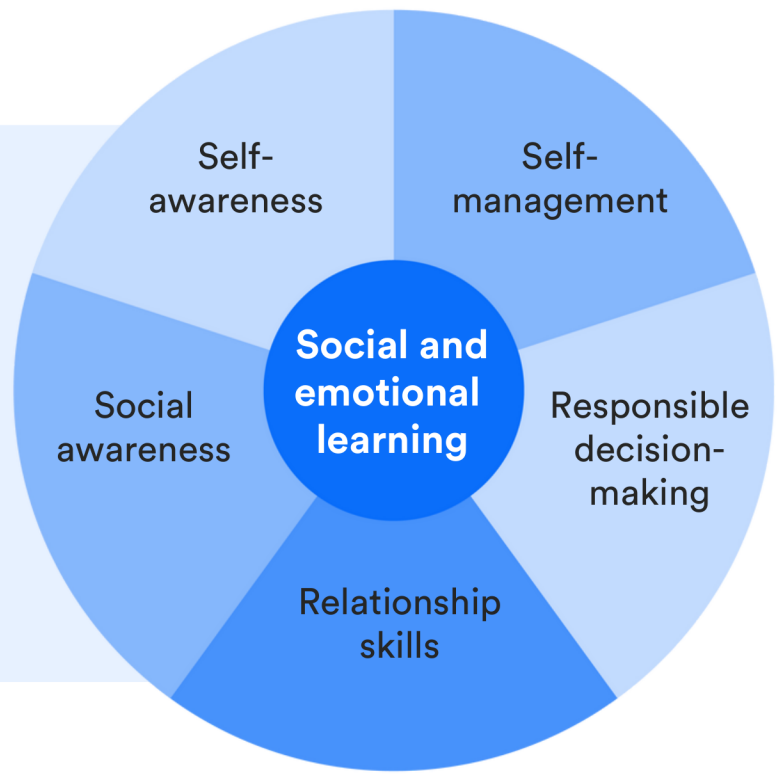 Self-
awareness
Self-
management
Social and
emotional
learning
Social
awareness
Responsible
decision-
making
Relationship
skills